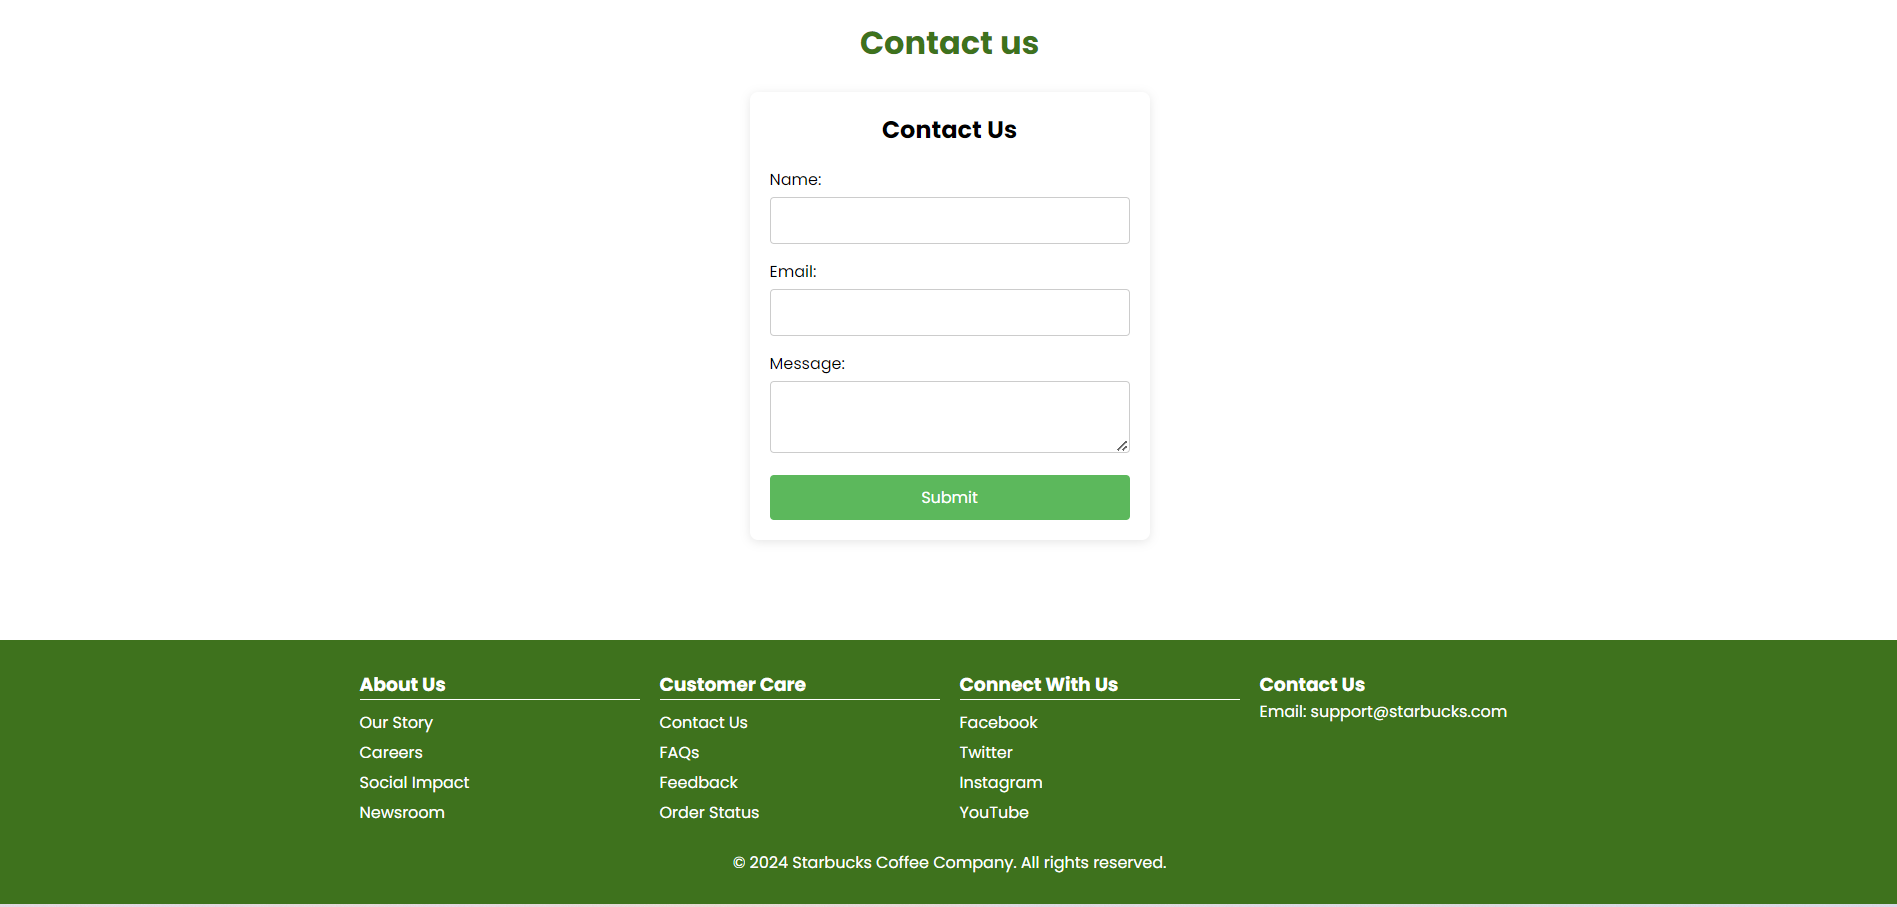 Contact us
Contact Us
Name:
Email:
Message:
Submit
About Us
Our Story
Careers
Social Impact
Newsroom
Customer Care
Contact Us
FAQs
Feedback
Order Status
Connect With Us
Facebook
Twitter
Instagram
YouTube
Contact Us
Email: support@starbucks.com
© 2024 Starbucks Coffee Company. All rights reserved.